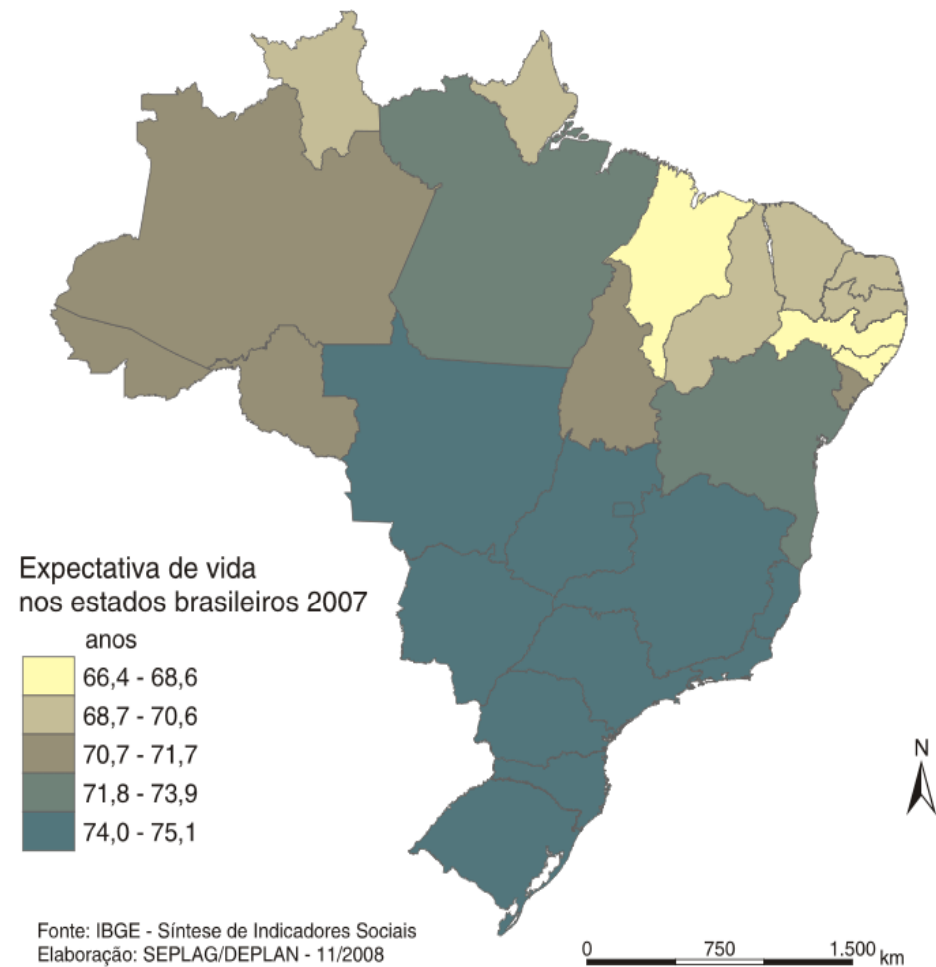 Expectativa de vida
nos estados brasileiros 2007
anos
66,4 - 68,6
68,7 - 70,6
70,7 - 71,7
71,8 - 73,9
74,0 - 75,1
N
Fonte: IBGE - Síntese de Indicadores Sociais
Elaboração: SEPLAG/DEPLAN - 11/2008
0 750 1.500 km